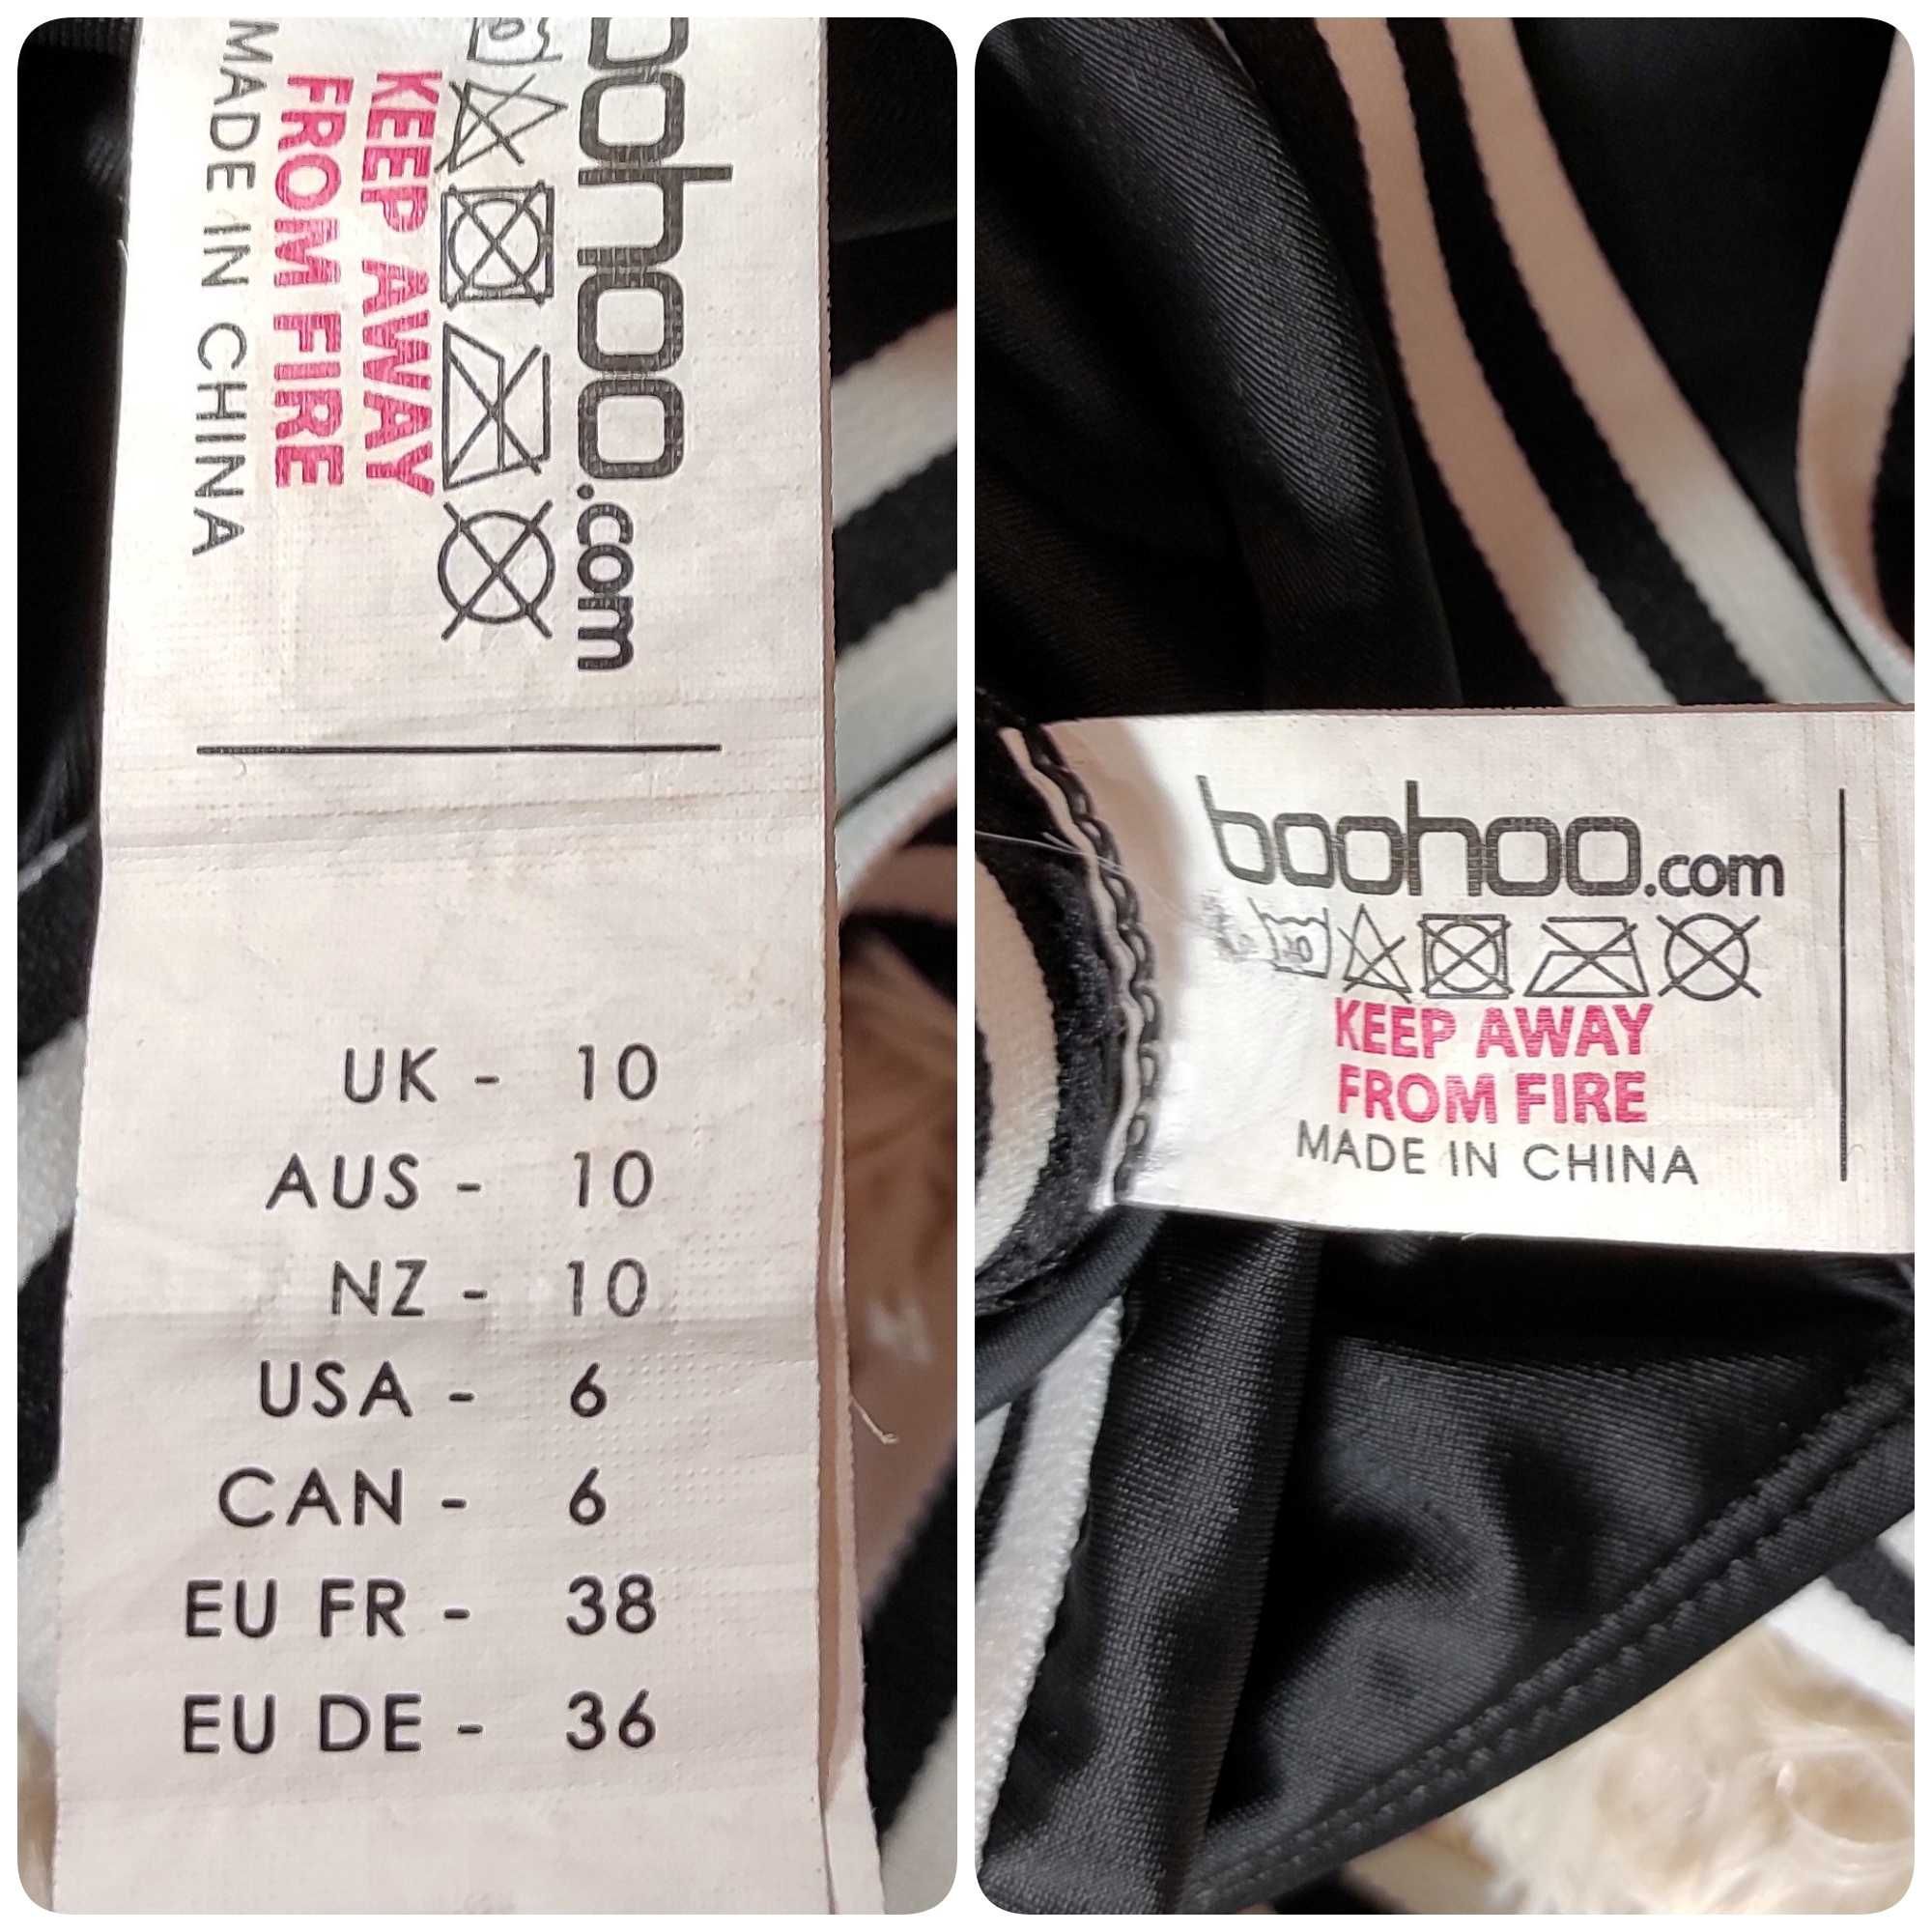 boohoo.com
KEEP AWAY
FROM FIRE
MADE IN CHINA
UK - 10
AUS - 10
NZ - 10
USA - 6
CAN - 6
EU FR - 38
EU DE - 36
boohoo.com
KEEP AWAY
FROM FIRE
MADE IN CHINA